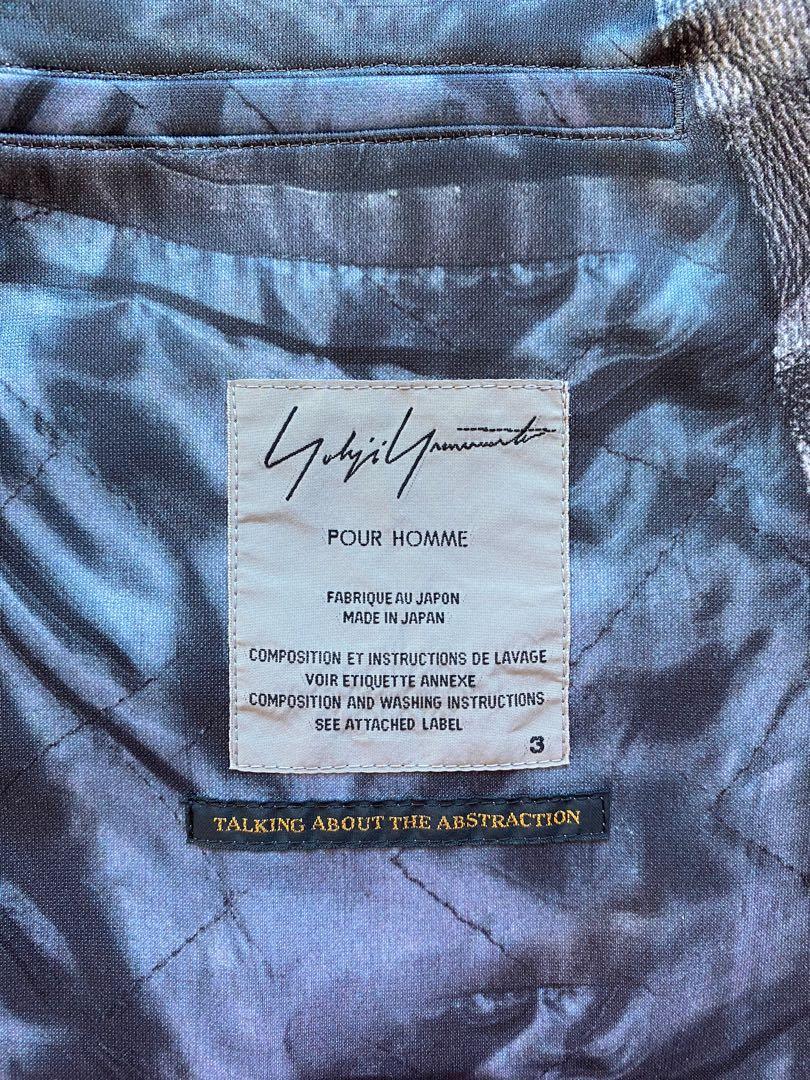 Yohji Yamamoto
POUR HOMME
FABRIQUE AU JAPON
MADE IN JAPAN
COMPOSITION ET INSTRUCTIONS DE LAVAGE
VOIR ETIQUETTE ANNEXE
COMPOSITION AND WASHING INSTRUCTIONS
SEE ATTACHED LABEL
3
TALKING ABOUT THE ABSTRACTION